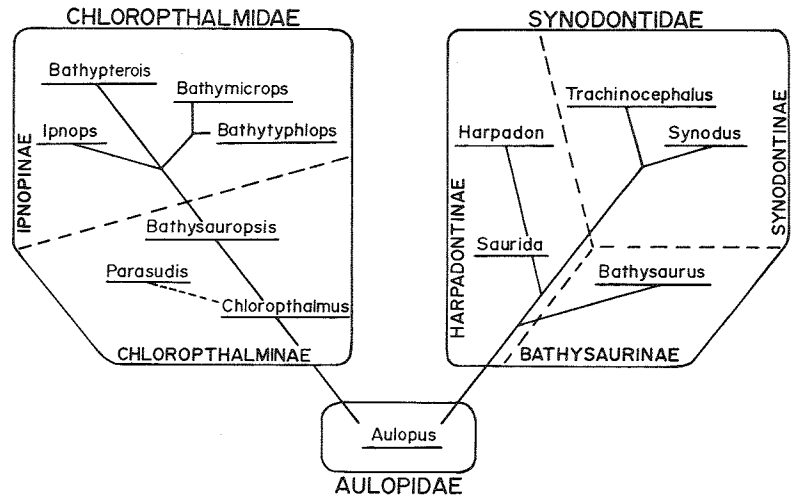 CHLOROPTHALMIDAE
Bathypterois
Bathymicrops
Ipnops
Bathytyphlops
IPNOPINAE
Bathysauropsis
Parasudis
Chloropthalmus
CHLOROPTHALMINAE
SYNODONTIDAE
Trachinocephalus
Harpadon
Synodus
SYNODONTINAE
HARPADONTINAE
Saurida
Bathysaurus
BATHYSAURINAE
Aulopus
AULOPIDAE